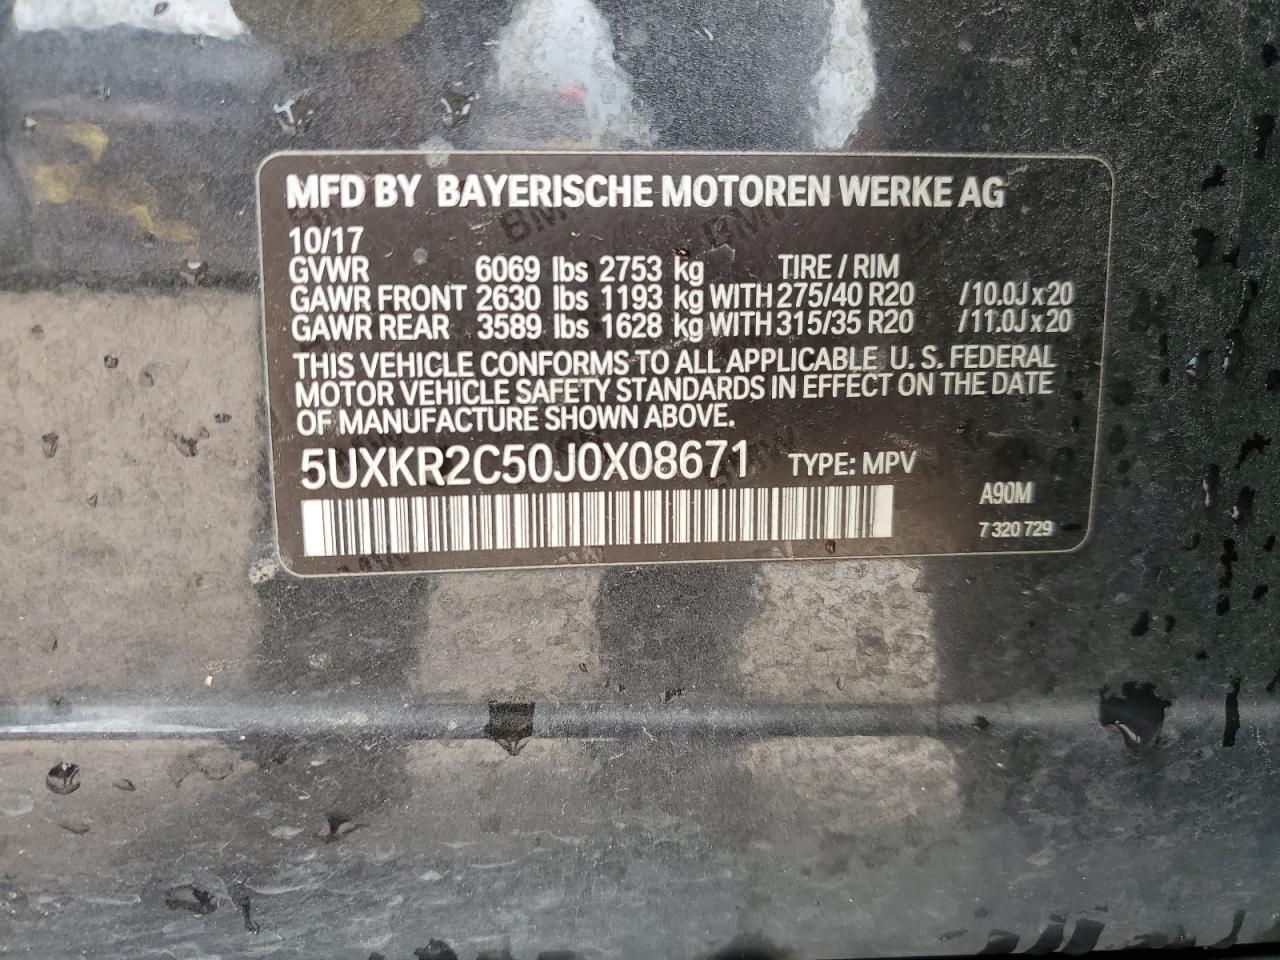 MFD BY BAYERISCHE MOTOREN WERKE AG
10/17
GVWR 6069 lbs 2753 kg TIRE / RIM
GAWR FRONT 2630 lbs 1193 kg WITH 275/40 R20 /10.0J x 20
GAWR REAR 3589 lbs 1628 kg WITH 315/35 R20 /11.0J x 20
THIS VEHICLE CONFORMS TO ALL APPLICABLE U. S. FEDERAL
MOTOR VEHICLE SAFETY STANDARDS IN EFFECT ON THE DATE
OF MANUFACTURE SHOWN ABOVE.
5UXKR2C50J0X08671 TYPE: MPV
A90M
7 320 729